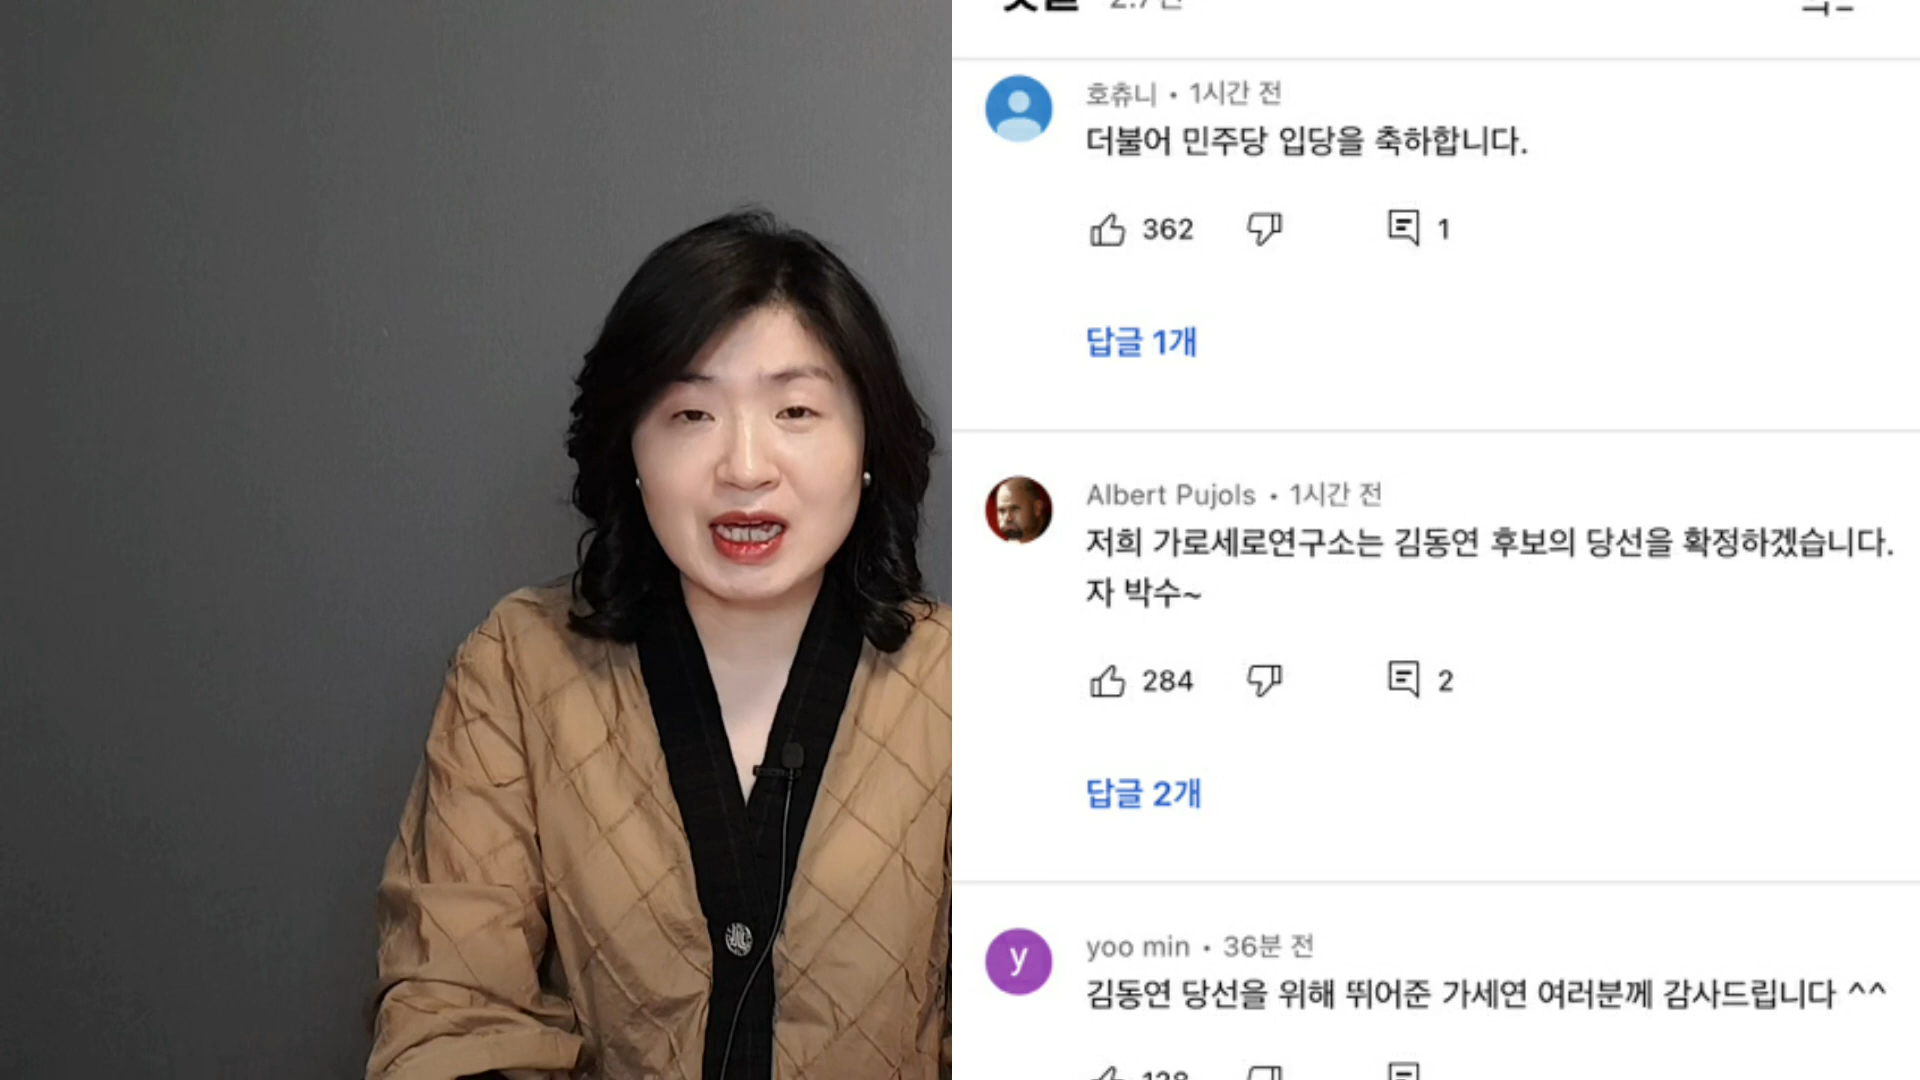 호츄니 • 1시간 전
더불어 민주당 입당을 축하합니다.
362
1
답글 1개
Albert Pujols • 1시간 전
저희 가로세로연구소는 김동연 후보의 당선을 확정하겠습니다.
자 박수~
284
2
답글 2개
y
yoo min • 36분 전
김동연 당선을 위해 뛰어준 가세연 여러분께 감사드립니다 ^^